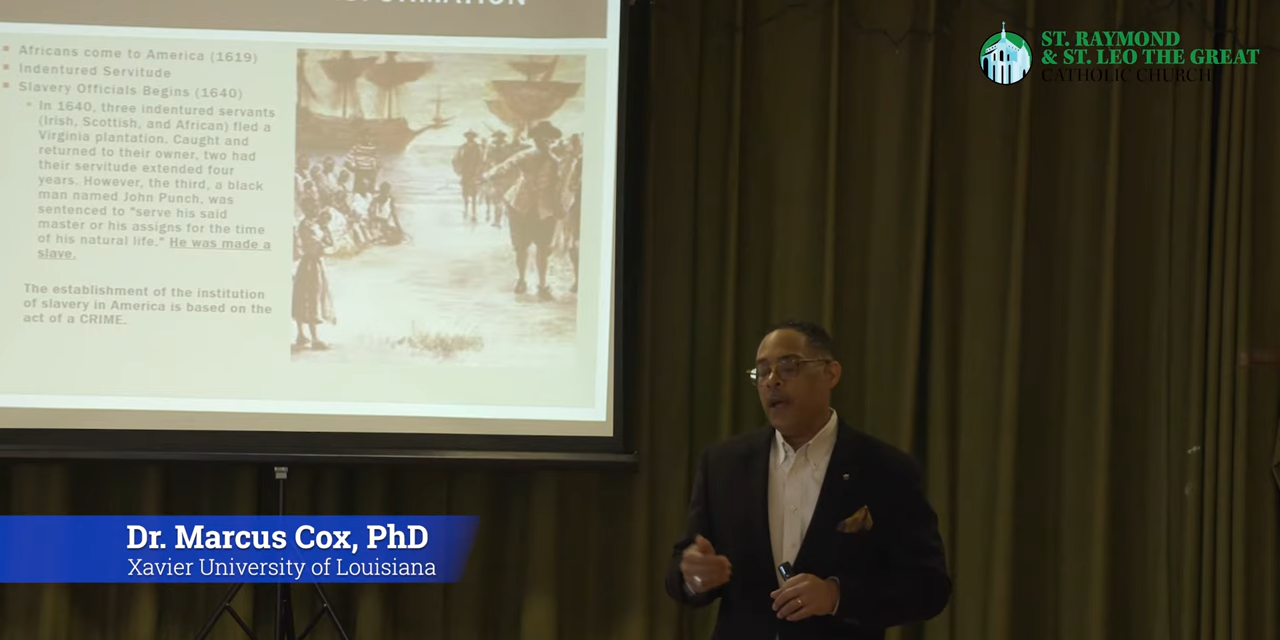 Africans come to America (1619)
Indentured Servitude
Slavery Officials Begins (1640)
In 1640, three indentured servants
(Irish, Scottish, and African) fled a
Virginia plantation. Caught and
returned to their owner, two had
their servitude extended four
years. However, the third, a black
man named John Punch, was
sentenced to "serve his said
master or his assigns for the time
of his natural life." He was made a
slave.
The establishment of the institution
of slavery in America is based on the
act of a CRIME.
ST. RAYMOND
& ST. LEO THE GREAT
CATHOLIC CHURCH
Dr. Marcus Cox, PhD
Xavier University of Louisiana